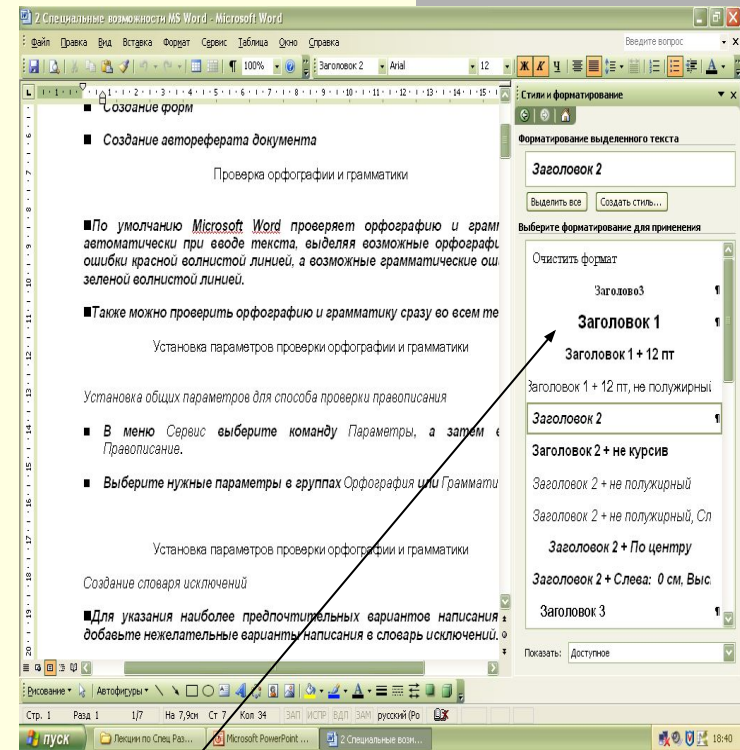 2 Специальные возможности MS Word - Microsoft Word
Файл Правка Вид Вставка Формат Сервис Таблица Окно Справка
Введите вопрос
100% Заголовок 2 Arial 12 Ж К Ч
Создание форм
Создание автореферата документа
Проверка орфографии и грамматики
По умолчанию Microsoft Word проверяет орфографию и грам
автоматически при вводе текста, выделяя возможные орфографи
ошибки красной волнистой линией, а возможные грамматические ош
зеленой волнистой линией.
Также можно проверить орфографию и грамматику сразу во всем те
Установка параметров проверки орфографии и грамматики
Установка общих параметров для способа проверки правописания
В меню Сервис выберите команду Параметры, а затем в
Правописание.
Выберите нужные параметры в группах Орфография или Граммати
Установка параметров проверки орфографии и грамматики
Создание словаря исключений
Для указания наиболее предпочтительных вариантов написания
добавьте нежелательные варианты написания в словарь исключений.
Стили и форматирование
Форматирование выделенного текста
Заголовок 2
Выделить все Создать стиль...
Выберите форматирование для применения
Очистить формат
Заголово3 ¶
Заголовок 1 ¶
Заголовок 1 + 12 пт
Заголовок 1 + 12 пт, не полужирный
Заголовок 2 ¶
Заголовок 2 + не курсив
Заголовок 2 + не полужирный
Заголовок 2 + не полужирный, Сл
Заголовок 2 + По центру
Заголовок 2 + Слева: 0 см, Выс
Заголовок 3 ¶
Показать: Доступное
Рисование Автофигуры
Стр. 1 Разд 1 1/7 На 7,9см Ст 7 Кол 34 ЗАП ИСПР ВДЛ ЗАМ русский (Ро
пуск Лекции по Спец Раз... Microsoft PowerPoint ... 2 Специальные возм... 18:40